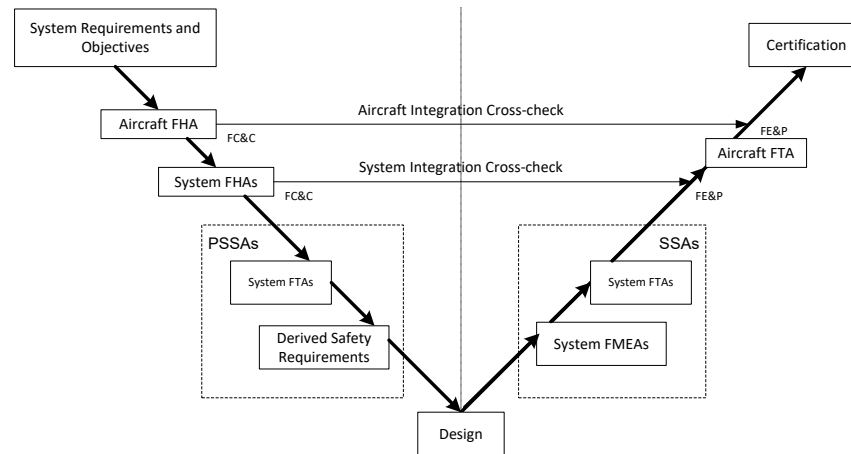 System Requirements and
Objectives
Certification
Aircraft Integration Cross-check
Aircraft FHA
FC&C
FE&P
Aircraft FTA
System Integration Cross-check
System FHAs
FC&C
FE&P
PSSAs
SSAs
System FTAs
System FTAs
Derived Safety
Requirements
System FMEAs
Design